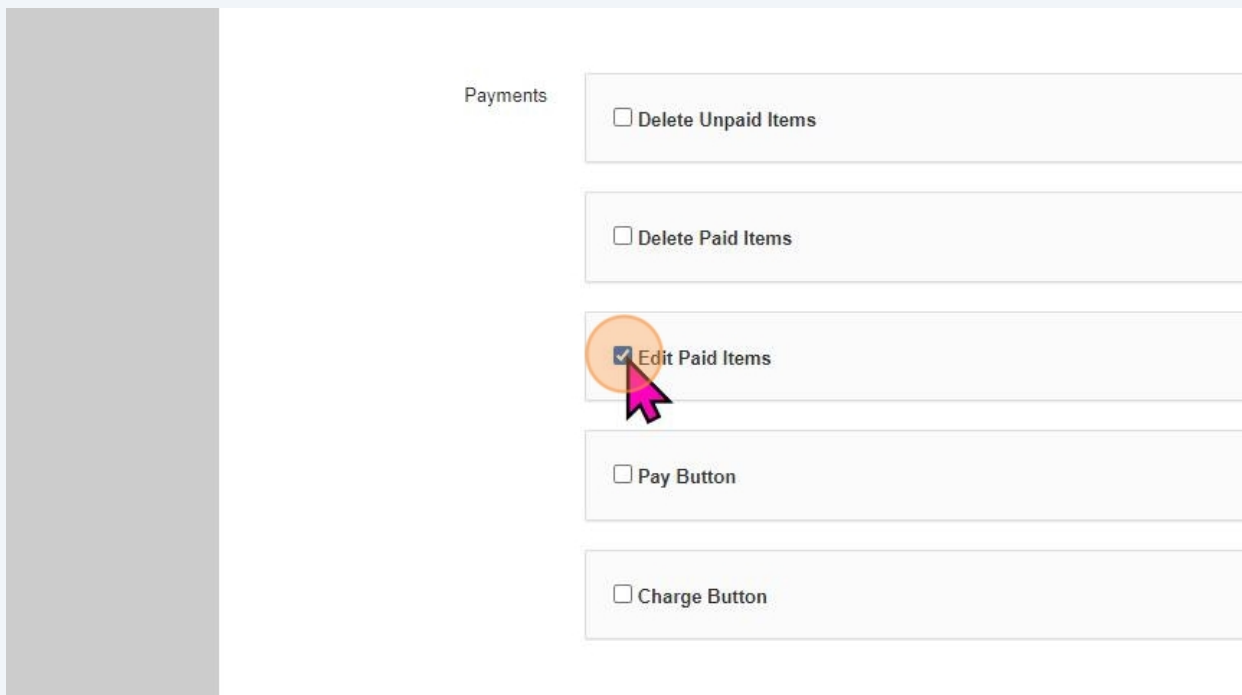 Payments
Delete Unpaid Items
Delete Paid Items
Edit Paid Items
Pay Button
Charge Button